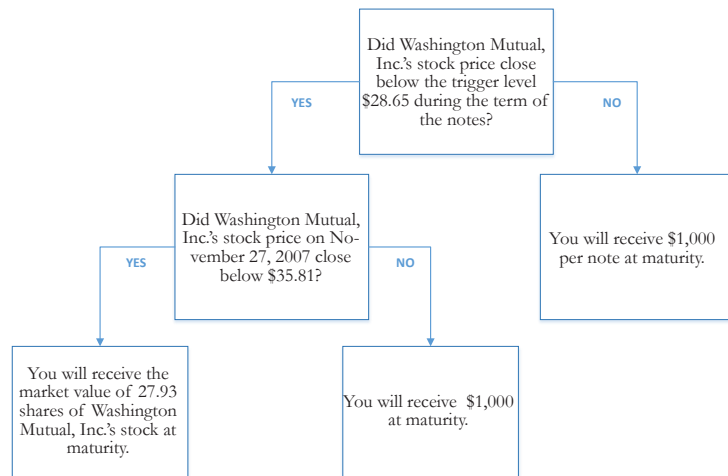 Did Washington Mutual,
Inc.'s stock price close
below the trigger level
$28.65 during the term of
the notes?
YES
NO
Did Washington Mutual,
Inc.'s stock price on No-
vember 27, 2007 close
below $35.81?
You will receive $1,000
per note at maturity.
YES
NO
You will receive the
market value of 27.93
shares of Washington
Mutual, Inc.'s stock at
maturity.
You will receive $1,000
at maturity.